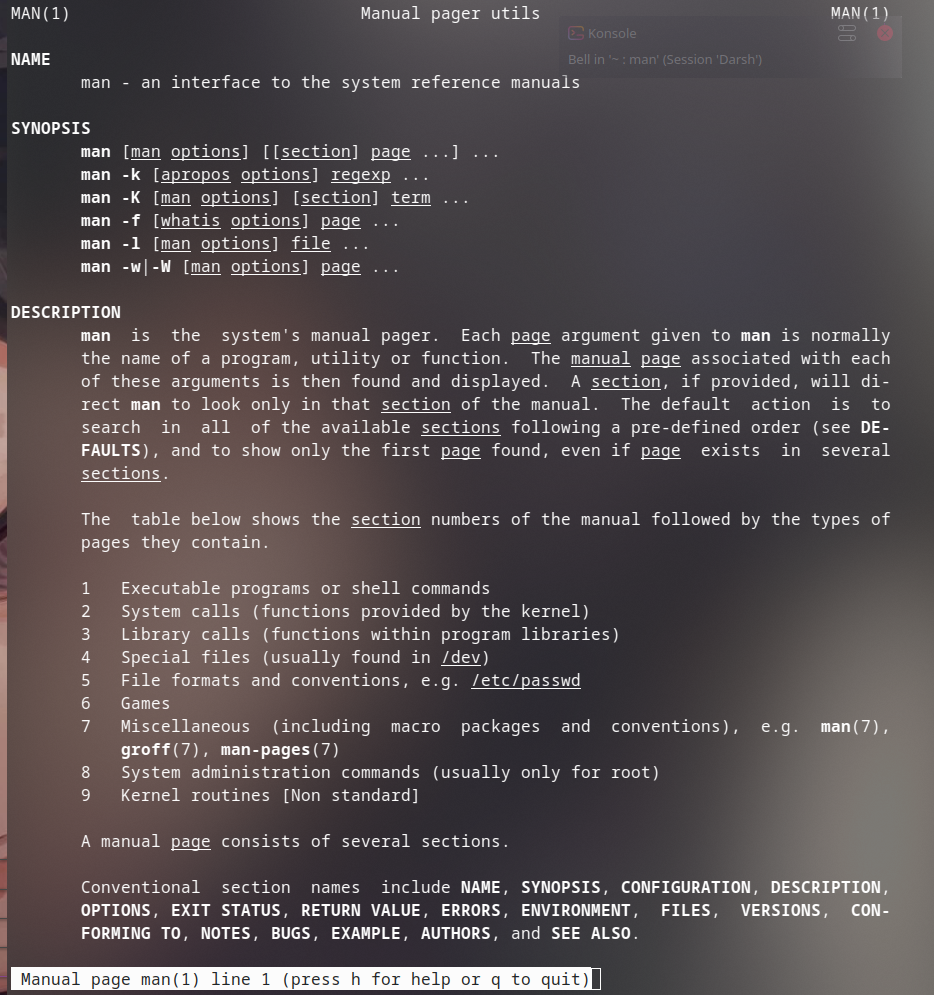 MAN(1) Manual pager utils MAN(1)
Konsole
NAME
Bell in '~ : man' (Session 'Darsh')
man - an interface to the system reference manuals
SYNOPSIS
man [man options] [[section] page ...] ...
man -k [apropos options] regexp ...
man -K [man options] [section] term ...
man -f [whatis options] page ...
man -l [man options] file ...
man -w|-W [man options] page ...
DESCRIPTION
man is the system's manual pager. Each page argument given to man is normally
the name of a program, utility or function. The manual page associated with each
of these arguments is then found and displayed. A section, if provided, will di-
rect man to look only in that section of the manual. The default action is to
search in all of the available sections following a pre-defined order (see DE-
FAULTS), and to show only the first page found, even if page exists in several
sections.
The table below shows the section numbers of the manual followed by the types of
pages they contain.
1 Executable programs or shell commands
2 System calls (functions provided by the kernel)
3 Library calls (functions within program libraries)
4 Special files (usually found in /dev)
5 File formats and conventions, e.g. /etc/passwd
6 Games
7 Miscellaneous (including macro packages and conventions), e.g. man(7),
groff(7), man-pages(7)
8 System administration commands (usually only for root)
9 Kernel routines [Non standard]
A manual page consists of several sections.
Conventional section names include NAME, SYNOPSIS, CONFIGURATION, DESCRIPTION,
OPTIONS, EXIT STATUS, RETURN VALUE, ERRORS, ENVIRONMENT, FILES, VERSIONS, CON-
FORMING TO, NOTES, BUGS, EXAMPLE, AUTHORS, and SEE ALSO.
Manual page man(1) line 1 (press h for help or q to quit)